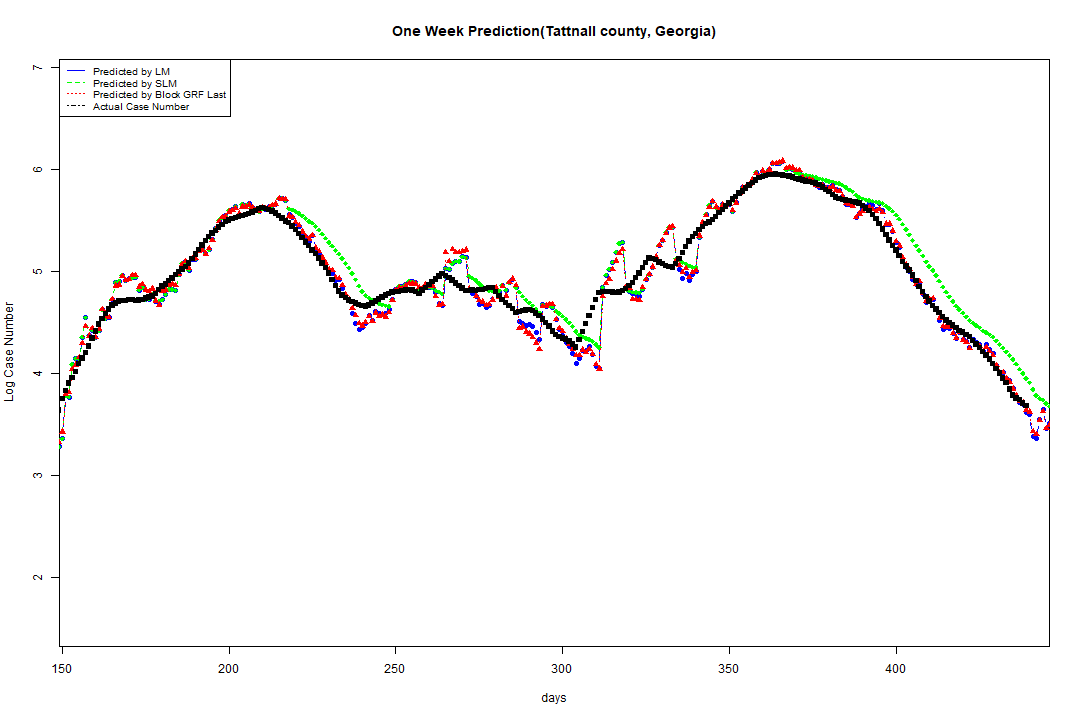 One Week Prediction(Tattnall county, Georgia)
Predicted by LM
Predicted by SLM
Predicted by Block GRF Last
Actual Case Number
7
6
5
4
3
2
Log Case Number
150 200 250 300 350 400
days